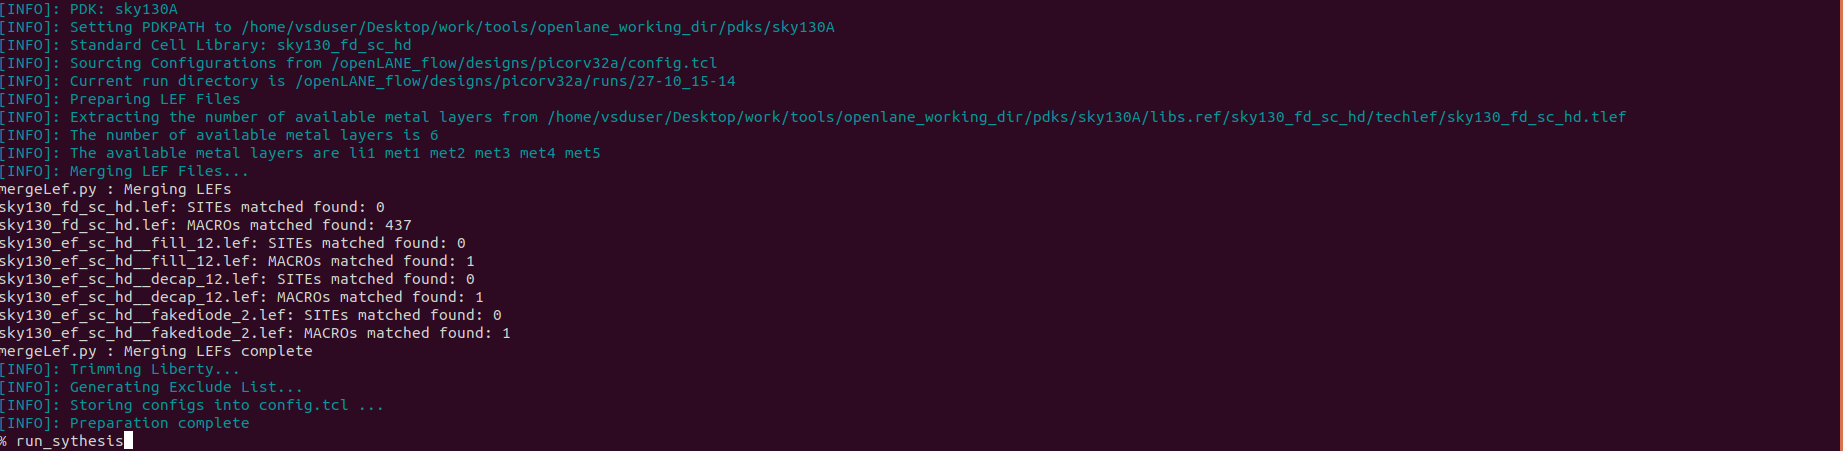 [INFO]: PDK: sky130A
[INFO]: Setting PDKPATH to /home/vsduser/Desktop/work/tools/openlane_working_dir/pdks/sky130A
[INFO]: Standard Cell Library: sky130_fd_sc_hd
[INFO]: Sourcing Configurations from /openLANE_flow/designs/picorv32a/config.tcl
[INFO]: Current run directory is /openLANE_flow/designs/picorv32a/runs/27-10_15-14
[INFO]: Preparing LEF Files
[INFO]: Extracting the number of available metal layers from /home/vsduser/Desktop/work/tools/openlane_working_dir/pdks/sky130A/libs.ref/sky130_fd_sc_hd/techlef/sky130_fd_sc_hd.tlef
[INFO]: The number of available metal layers is 6
[INFO]: The available metal layers are li1 met1 met2 met3 met4 met5
[INFO]: Merging LEF Files...
mergeLef.py : Merging LEFs
sky130_fd_sc_hd.lef: SITEs matched found: 0
sky130_fd_sc_hd.lef: MACROs matched found: 437
sky130_ef_sc_hd__fill_12.lef: SITEs matched found: 0
sky130_ef_sc_hd__fill_12.lef: MACROs matched found: 1
sky130_ef_sc_hd__decap_12.lef: SITEs matched found: 0
sky130_ef_sc_hd__decap_12.lef: MACROs matched found: 1
sky130_ef_sc_hd__fakediode_2.lef: SITEs matched found: 0
sky130_ef_sc_hd__fakediode_2.lef: MACROs matched found: 1
mergeLef.py : Merging LEFs complete
[INFO]: Trimming Liberty...
[INFO]: Generating Exclude List...
[INFO]: Storing configs into config.tcl ...
[INFO]: Preparation complete
% run_sythesis